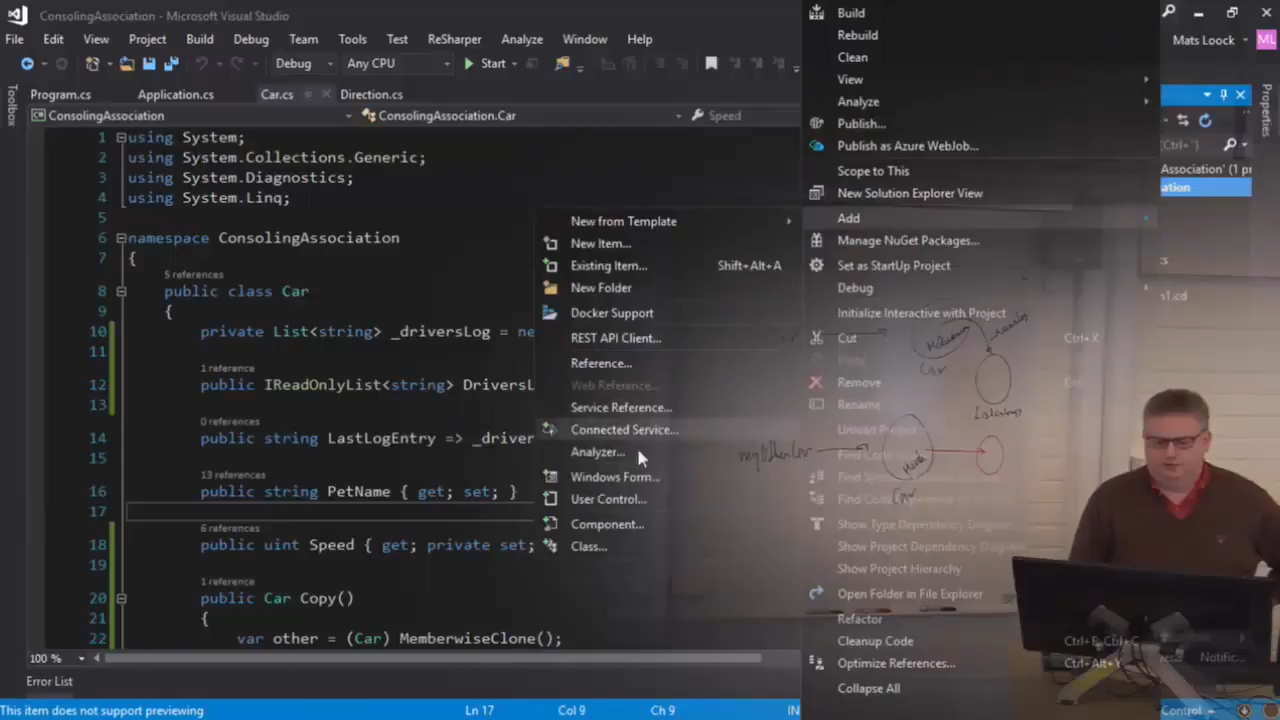 ConsolingAssociation - Microsoft Visual Studio
File Edit View Project Build Debug Team Tools Test ReSharper Analyze Window Help
Mats Loock ML
Debug Any CPU Start
Program.cs Application.cs Car.cs Direction.cs
ConsolingAssociation ConsolingAssociation.Car Speed
Toolbox
Properties
1 using System;
2 using System.Collections.Generic;
3 using System.Diagnostics;
4 using System.Linq;
5
6 namespace ConsolingAssociation
7 {
5 references
8 public class Car
9 {
10 private List<string> _driversLog = ne
11
1 reference
12 public IReadOnlyList<string> DriversL
13
0 references
14 public string LastLogEntry => _driver
15
13 references
16 public string PetName { get; set; }
17
6 references
18 public uint Speed { get; private set;
19
1 reference
20 public Car Copy()
21 {
22 var other = (Car) MemberwiseClone();
100 %
Error List
This item does not support previewing Ln 17 Col 9 Ch 9 IN
New from Template
New Item...
Existing Item... Shift+Alt+A
New Folder
Docker Support
REST API Client...
Reference...
Web Reference...
Service Reference...
Connected Service...
Analyzer...
Windows Form...
User Control...
Component...
Class...
Build
Rebuild
Clean
View
Analyze
Publish...
Publish as Azure WebJob...
Scope to This
New Solution Explorer View
Add
Manage NuGet Packages...
Set as StartUp Project
Debug
Initialize Interactive with Project
Cut Ctrl+X
Paste
Remove
Rename
Unload Project
Show Type Dependency Diagram
Show Project Dependency Diagram
Show Project Hierarchy
Open Folder in File Explorer
Refactor
Cleanup Code Ctrl+E, Ctrl+C
Optimize References... Ctrl+Alt+Y
Collapse All
Association' (1 pr
ation
Car
Car
Notific...
Control